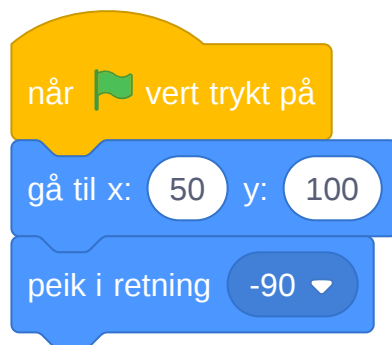 når vert trykt på
gå til x: 50 y: 100
peik i retning -90